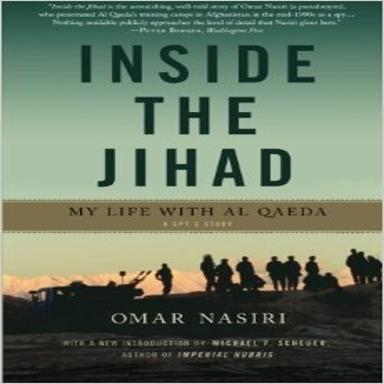 "Inside the Jihad is the astonishing, well-told story of Omar Nasiri (a pseudonym),
who penetrated Al Qaeda's training camps in Afghanistan in the mid-1990s as a spy....
Nothing available publicly approaches the level of detail that Nasiri gives here."
—PETER BERGEN, Washington Post
INSIDE
THE
JIHAD
MY LIFE WITH AL QAEDA
A SPY'S STORY
OMAR NASIRI
WITH A NEW INTRODUCTION BY MICHAEL F. SCHEUER,
AUTHOR OF IMPERIAL HUBRIS